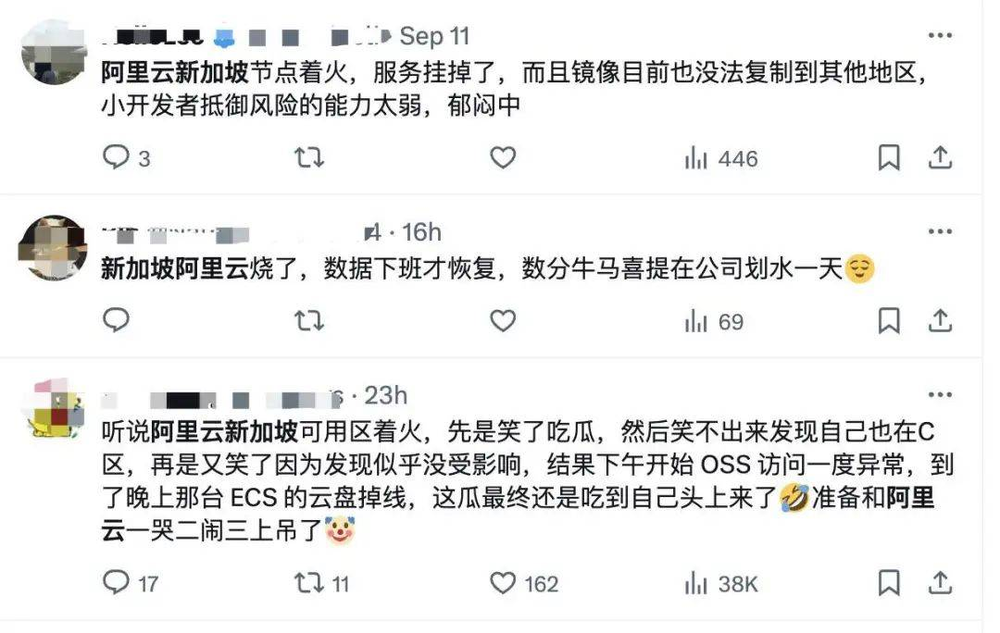 Sep 11
阿里云新加坡节点着火，服务挂掉了，而且镜像目前也没法复制到其他地区，
小开发者抵御风险的能力太弱，郁闷中
3 446
4 · 16h
新加坡阿里云烧了，数据下班才恢复，数分牛马喜提在公司划水一天😌
69
s · 23h
听说阿里云新加坡可用区着火，先是笑了吃瓜，然后笑不出来发现自己也在C
区，再是又笑了因为发现似乎没受影响，结果下午开始 OSS 访问一度异常，到
了晚上那台 ECS 的云盘掉线，这瓜最终还是吃到自己头上来了🤣准备和阿里
云一哭二闹三上吊了🤡
17 11 162 38K